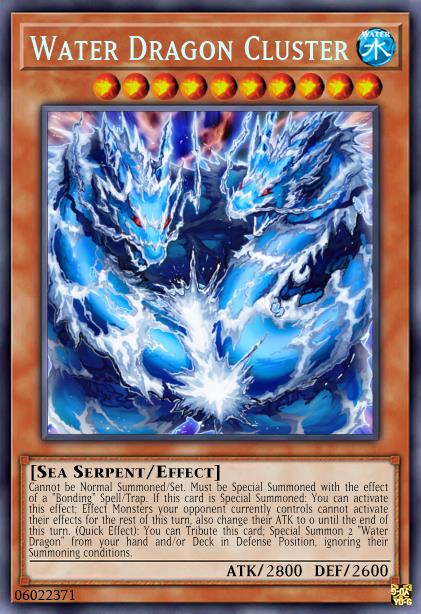 WATER DRAGON CLUSTER
WATER
水
[SEA SERPENT/EFFECT]
Cannot be Normal Summoned/Set. Must be Special Summoned with the effect
of a "Bonding" Spell/Trap. If this card is Special Summoned: You can activate
this effect; Effect Monsters your opponent currently controls cannot activate
their effects for the rest of this turn, also change their ATK to 0 until the end of
this turn. (Quick Effect): You can Tribute this card; Special Summon 2 "Water
Dragon" from your hand and/or Deck in Defense Position, ignoring their
Summoning conditions.
ATK/2800 DEF/2600
06022371